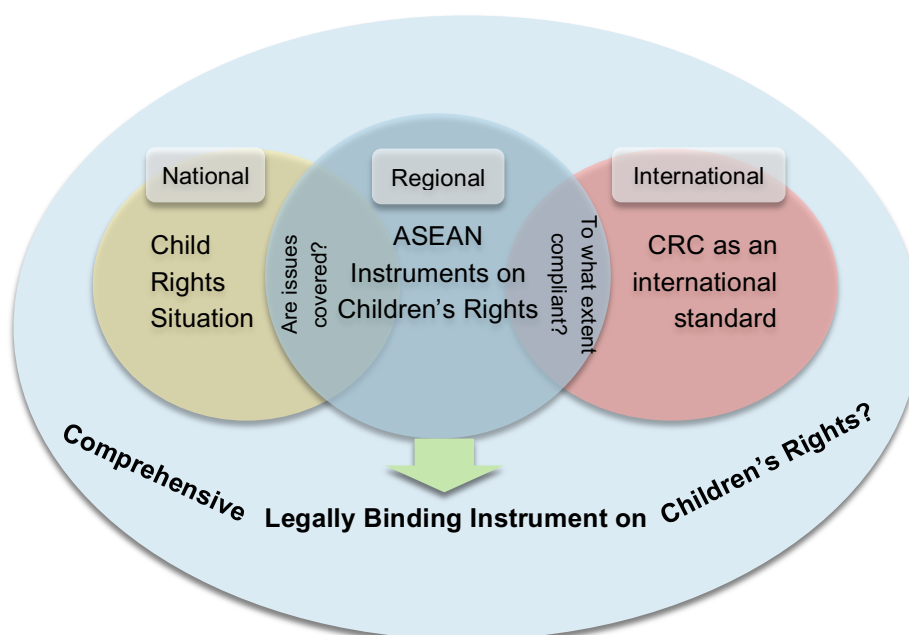 National
Child
Rights
Situation
Are issues
covered?
Regional
ASEAN
Instruments on
Children’s Rights
To what extent
compliant?
International
CRC as an
international
standard
Comprehensive Legally Binding Instrument on Children’s Rights?